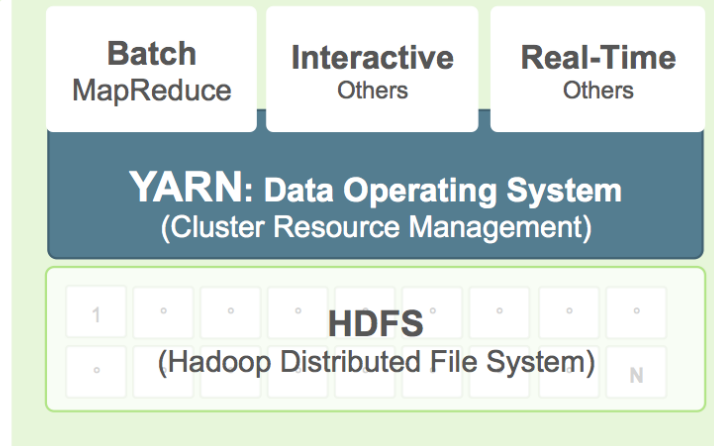 Batch
MapReduce
Interactive
Others
Real-Time
Others
YARN: Data Operating System
(Cluster Resource Management)
1 ° ° ° ° ° ° ° °
HDFS
(Hadoop Distributed File System)
° ° ° ° ° ° ° ° N